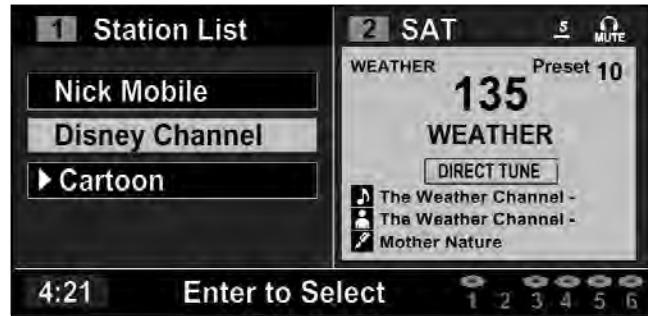 1 Station List
Nick Mobile
Disney Channel
Cartoon
2 SAT 5 MUTE
WEATHER Preset 10
135
WEATHER
DIRECT TUNE
The Weather Channel -
The Weather Channel -
Mother Nature
4:21 Enter to Select 1 2 3 4 5 6